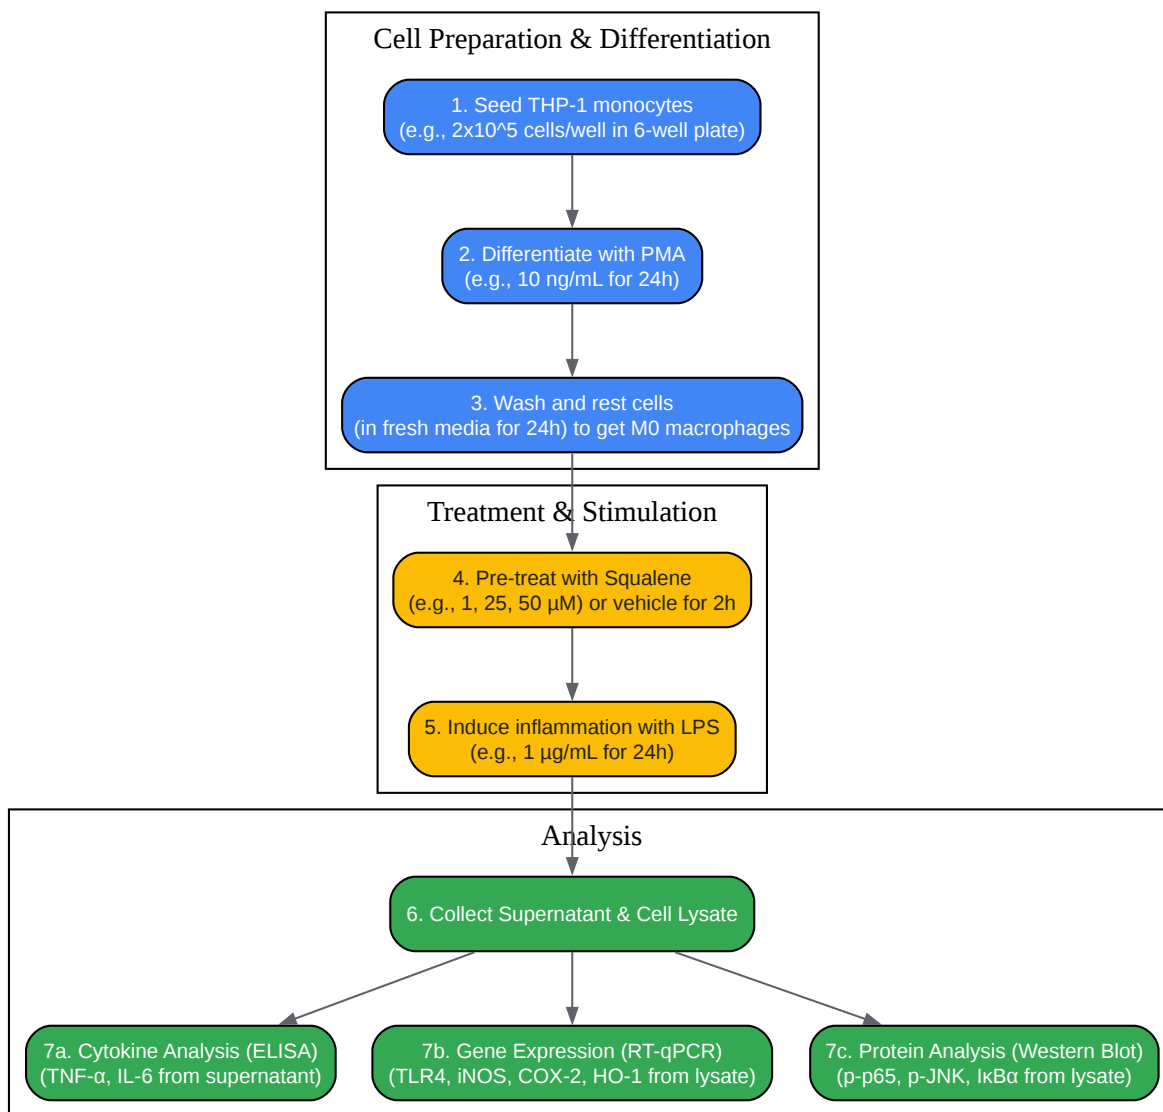 Cell Preparation & Differentiation
1. Seed THP-1 monocytes
(e.g., 2x10^5 cells/well in 6-well plate)
2. Differentiate with PMA
(e.g., 10 ng/mL for 24h)
3. Wash and rest cells
(in fresh media for 24h) to get M0 macrophages
Treatment & Stimulation
4. Pre-treat with Squalene
(e.g., 1, 25, 50 µM) or vehicle for 2h
5. Induce inflammation with LPS
(e.g., 1 µg/mL for 24h)
Analysis
6. Collect Supernatant & Cell Lysate
7a. Cytokine Analysis (ELISA)
(TNF-α, IL-6 from supernatant)
7b. Gene Expression (RT-qPCR)
(TLR4, iNOS, COX-2, HO-1 from lysate)
7c. Protein Analysis (Western Blot)
(p-p65, p-JNK, IκBα from lysate)